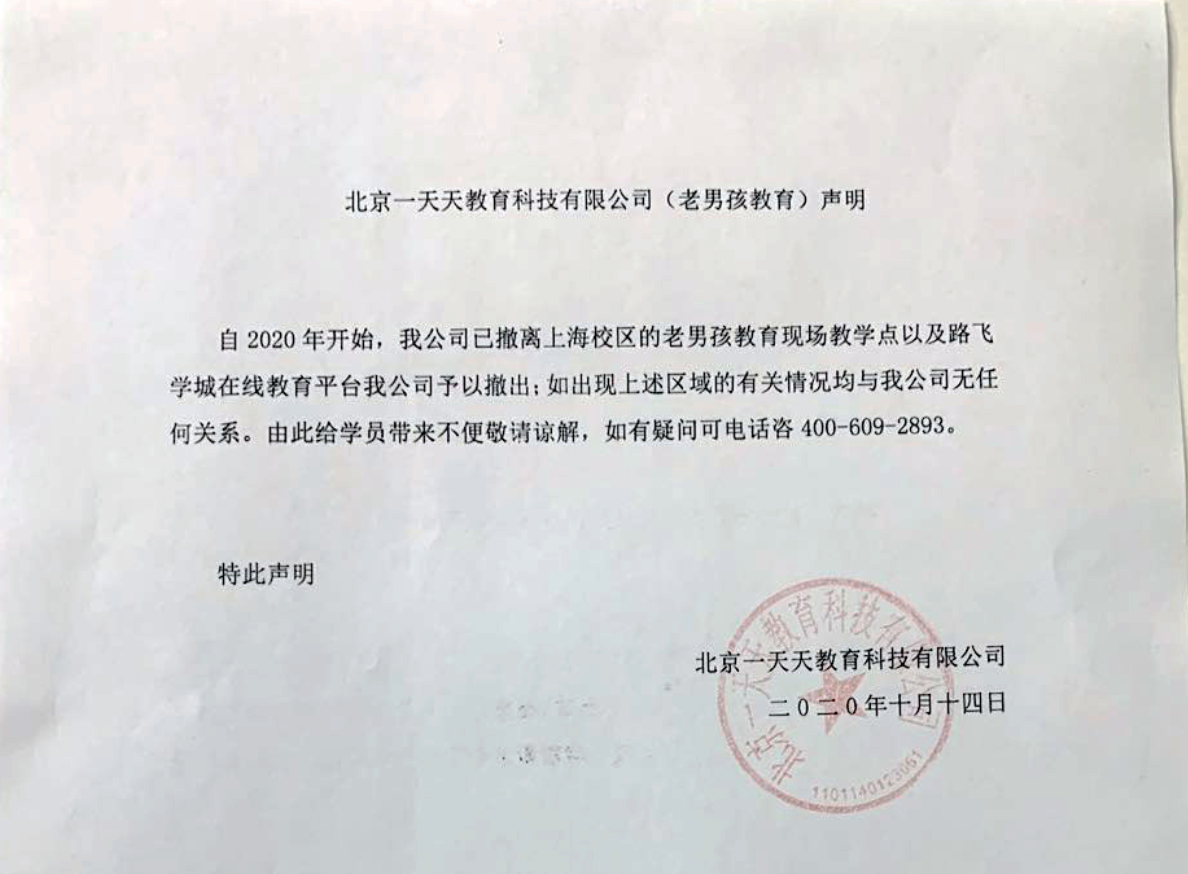 北京一天天教育科技有限公司（老男孩教育）声明
自 2020 年开始，我公司已撤离上海校区的老男孩教育现场教学点以及路飞
学城在线教育平台我公司予以撤出;如出现上述区域的有关情况均与我公司无任
何关系。由此给学员带来不便敬请谅解，如有疑问可电话咨 400-609-2893。
特此声明
北京一天天教育科技有限公司
二0二0年十月十四日
北京一天天教育科技有限公司
1101140123061